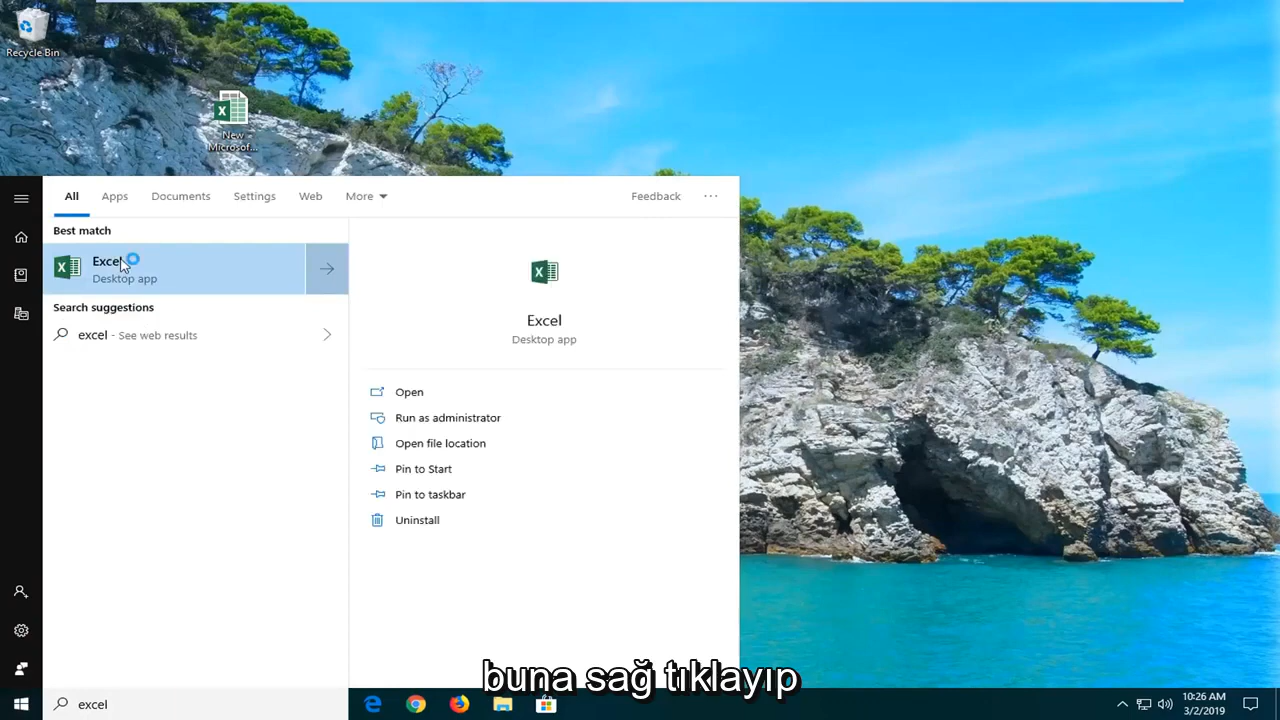 Recycle Bin
New
Microsof...
All
Apps
Documents
Settings
Web
More
Feedback
Best match
Excel
Desktop app
Search suggestions
excel - See web results
Excel
Desktop app
Open
Run as administrator
Open file location
Pin to Start
Pin to taskbar
Uninstall
buna sağ tıklayıp
excel
10:26 AM
3/2/2019